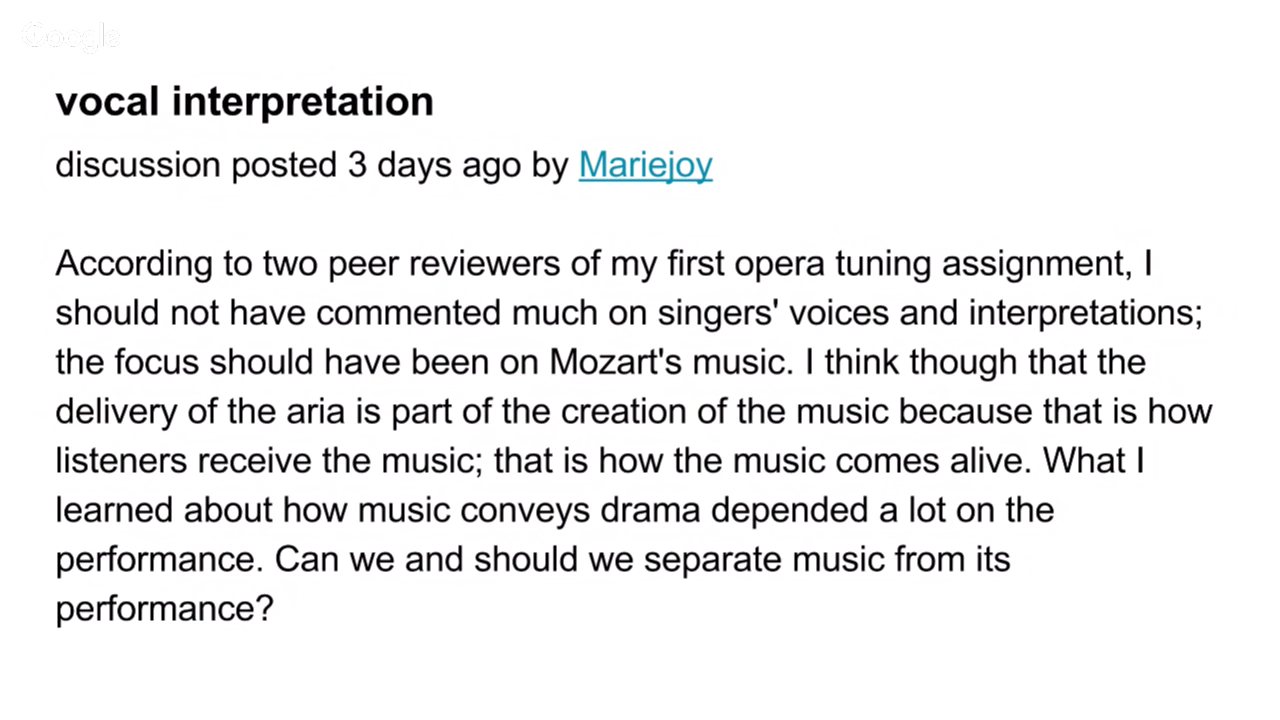 Google
vocal interpretation
discussion posted 3 days ago by Mariejoy
According to two peer reviewers of my first opera tuning assignment, I
should not have commented much on singers' voices and interpretations;
the focus should have been on Mozart's music. I think though that the
delivery of the aria is part of the creation of the music because that is how
listeners receive the music; that is how the music comes alive. What I
learned about how music conveys drama depended a lot on the
performance. Can we and should we separate music from its
performance?